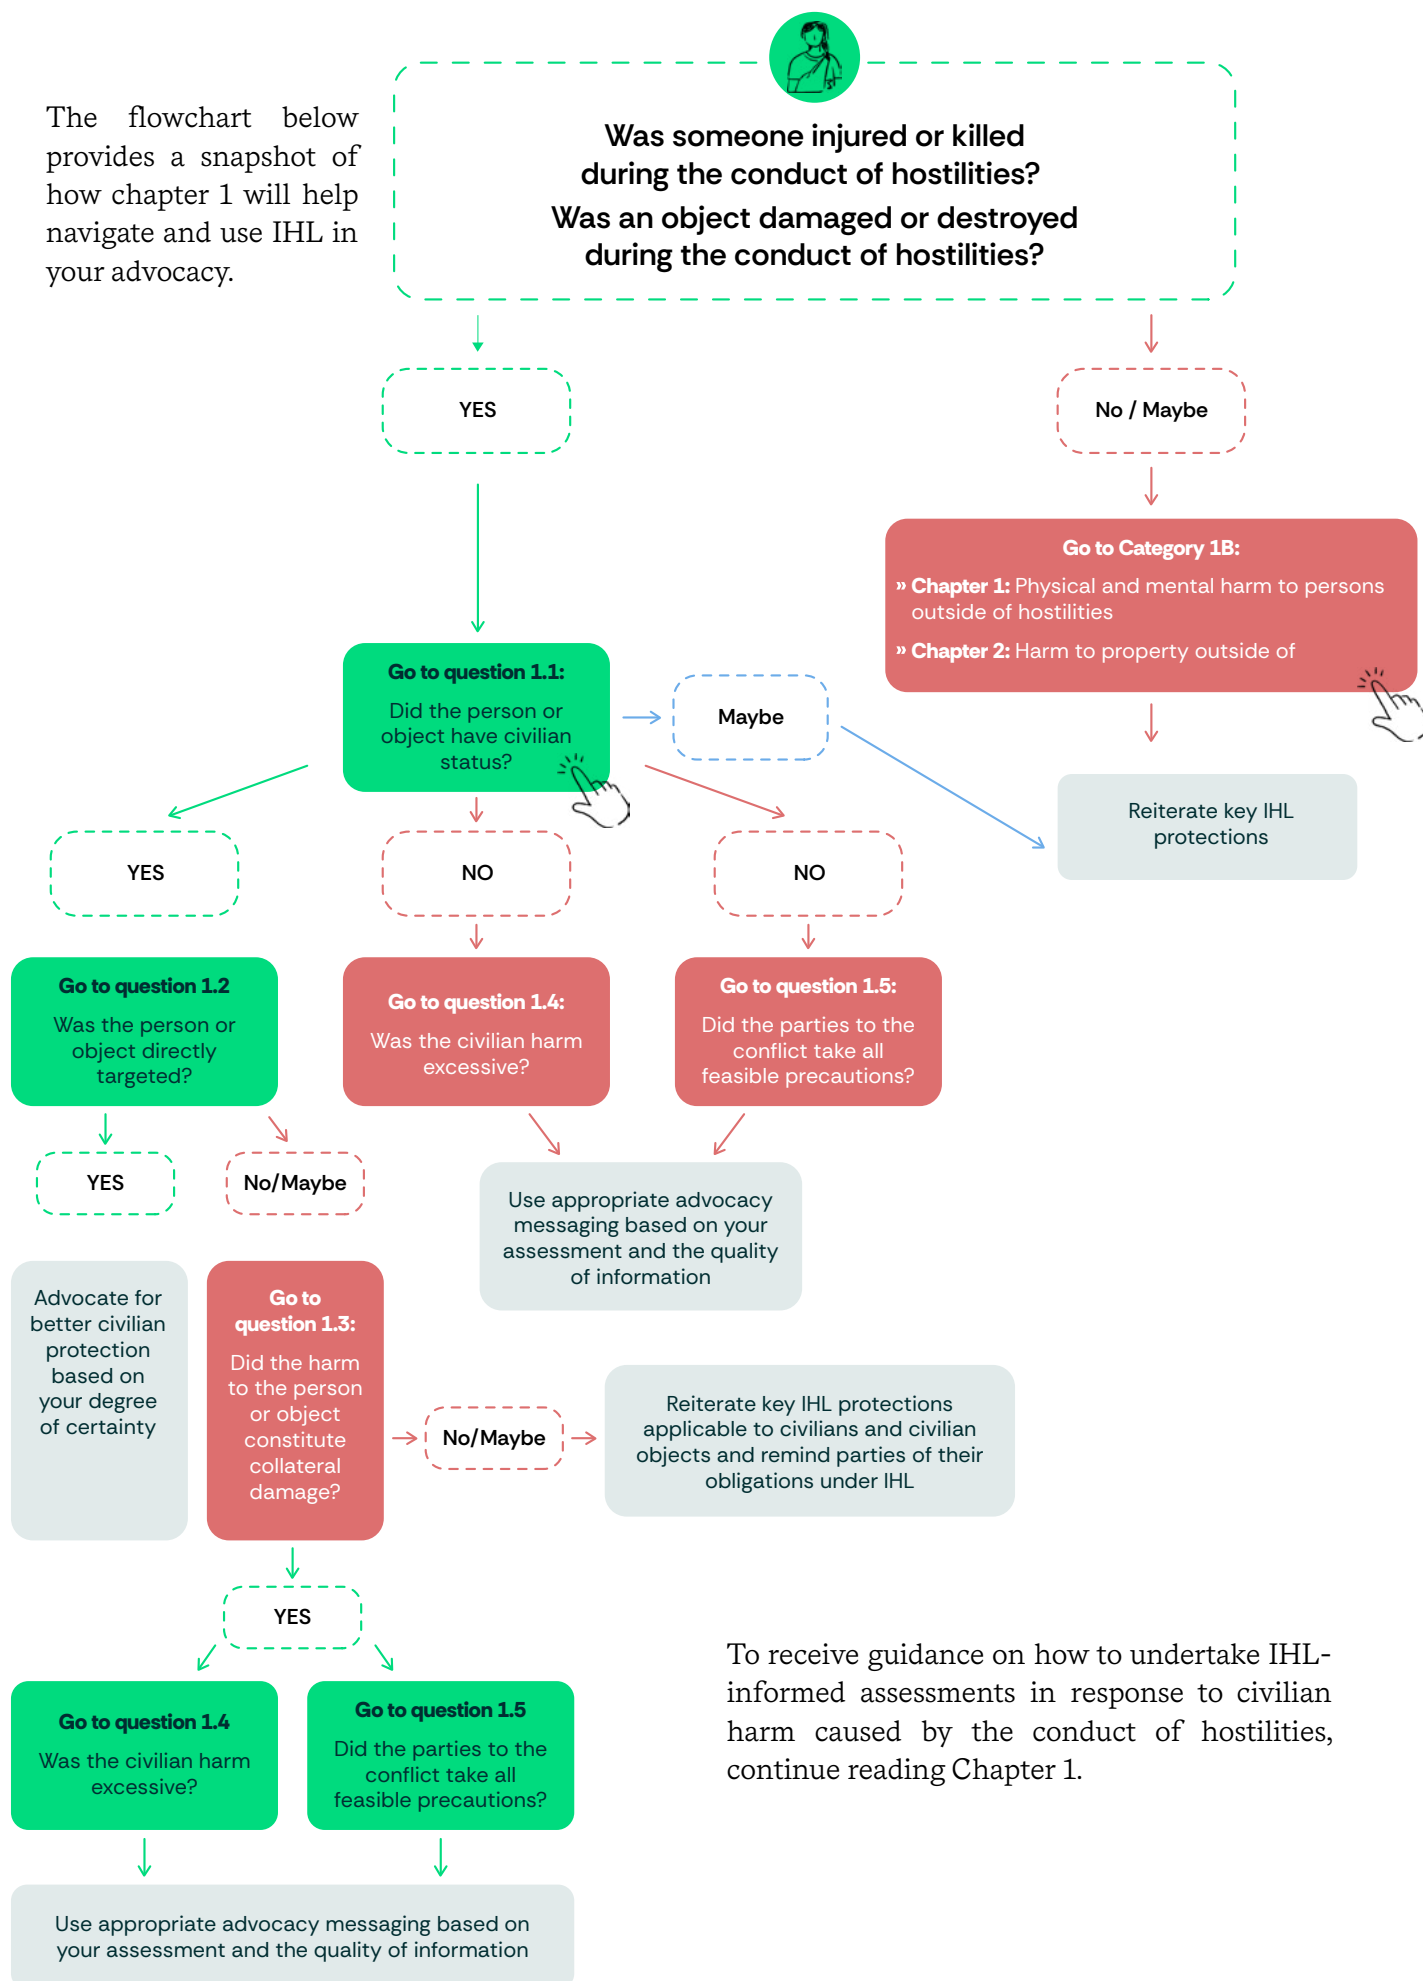 The flowchart below
provides a snapshot of
how chapter 1 will help
navigate and use IHL in
your advocacy.
Was someone injured or killed
during the conduct of hostilities?
Was an object damaged or destroyed
during the conduct of hostilities?
YES
No / Maybe
Go to Category 1B:
» Chapter 1: Physical and mental harm to persons
outside of hostilities
» Chapter 2: Harm to property outside of
Go to question 1.1:
Did the person or
object have civilian
status?
Maybe
Reiterate key IHL
protections
YES
NO
NO
Go to question 1.2
Was the person or
object directly
targeted?
Go to question 1.4:
Was the civilian harm
excessive?
Go to question 1.5:
Did the parties to the
conflict take all
feasible precautions?
YES
No/Maybe
Use appropriate advocacy
messaging based on your
assessment and the quality
of information
Advocate for
better civilian
protection
based on
your degree
of certainty
Go to
question 1.3:
Did the harm
to the person
or object
constitute
collateral
damage?
No/Maybe
Reiterate key IHL protections
applicable to civilians and civilian
objects and remind parties of their
obligations under IHL
YES
Go to question 1.4
Was the civilian harm
excessive?
Go to question 1.5
Did the parties to the
conflict take all
feasible precautions?
To receive guidance on how to undertake IHL-
informed assessments in response to civilian
harm caused by the conduct of hostilities,
continue reading Chapter 1.
Use appropriate advocacy messaging based on
your assessment and the quality of information